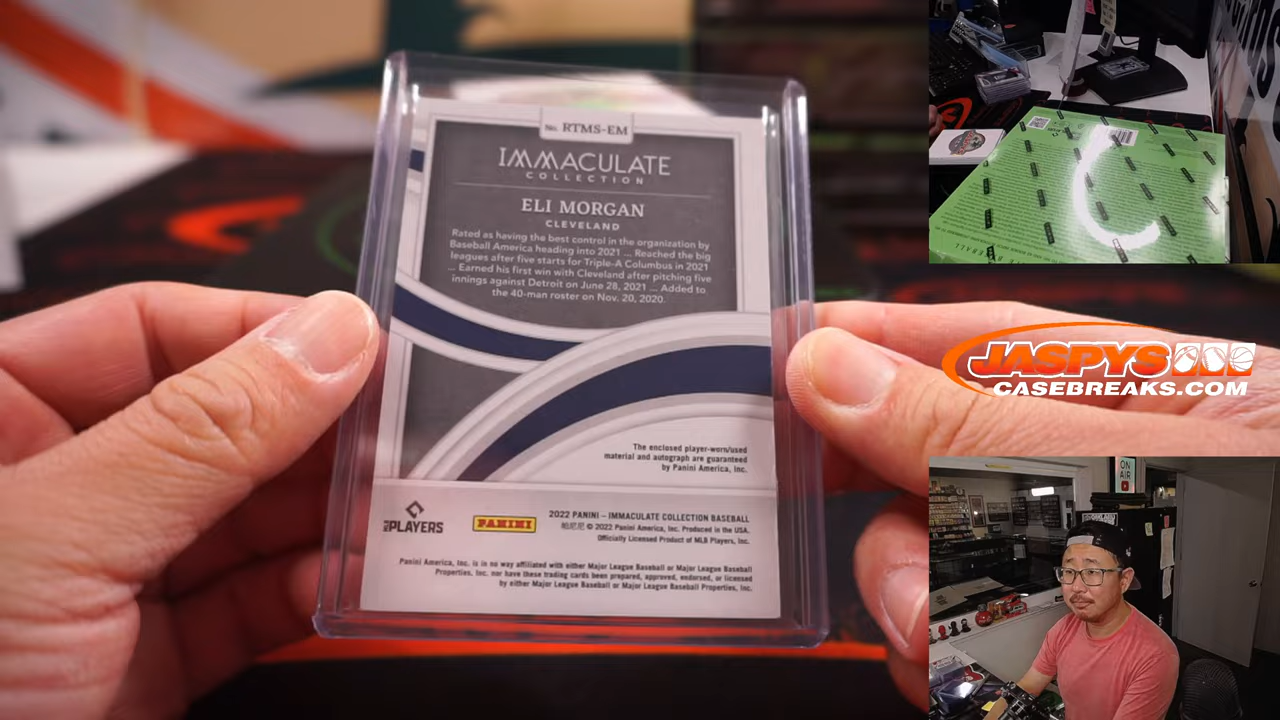 No. RTMS-EM
IMMACULATE
COLLECTION
ELI MORGAN
CLEVELAND
Rated as having the best control in the organization by
Baseball America heading into 2021 ... Reached the big
leagues after five starts for Triple-A Columbus in 2021
... Earned his first win with Cleveland after pitching five
innings against Detroit on June 28, 2021 ... Added to
the 40-man roster on Nov. 20, 2020.
The enclosed player-worn/used
material and autograph are guaranteed
by Panini America, Inc.
PLAYERS
PANINI
2022 PANINI – IMMACULATE COLLECTION BASEBALL
帕尼尼 © 2022 Panini America, Inc. Produced in the USA.
Officially Licensed Product of MLB Players, Inc.
Panini America, Inc. is in no way affiliated with either Major League Baseball or Major League Baseball
Properties, Inc. nor have these trading cards been prepared, approved, endorsed, or licensed
by either Major League Baseball or Major League Baseball Properties, Inc.
JASPYS
CASEBREAKS.COM
ON
AIR